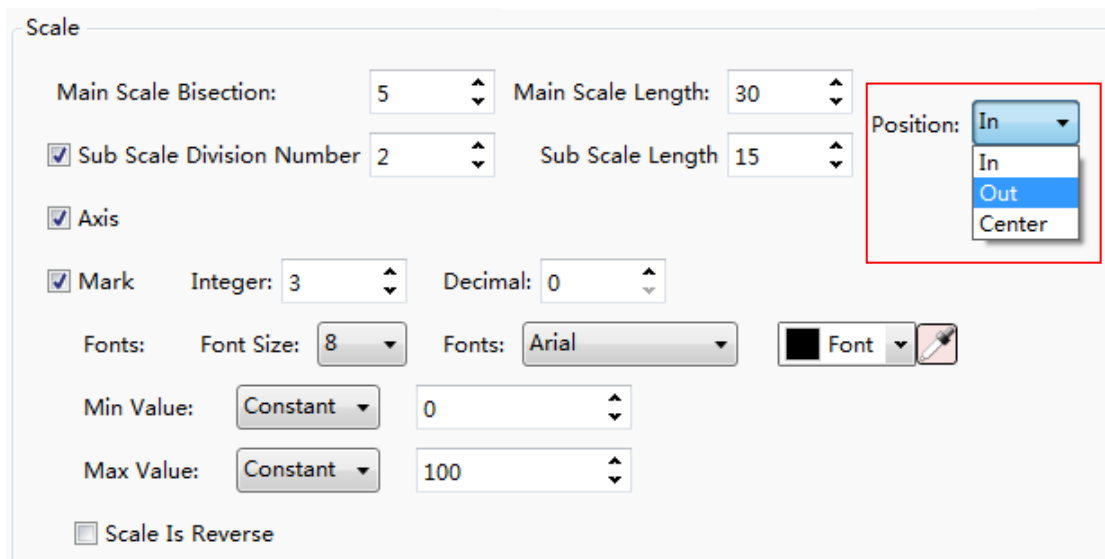 Scale
Main Scale Bisection: 5 Main Scale Length: 30
Position: In
Sub Scale Division Number 2 Sub Scale Length 15
In
Out
Center
Axis
Mark Integer: 3 Decimal: 0
Fonts: Font Size: 8 Fonts: Arial Font
Min Value: Constant 0
Max Value: Constant 100
Scale Is Reverse